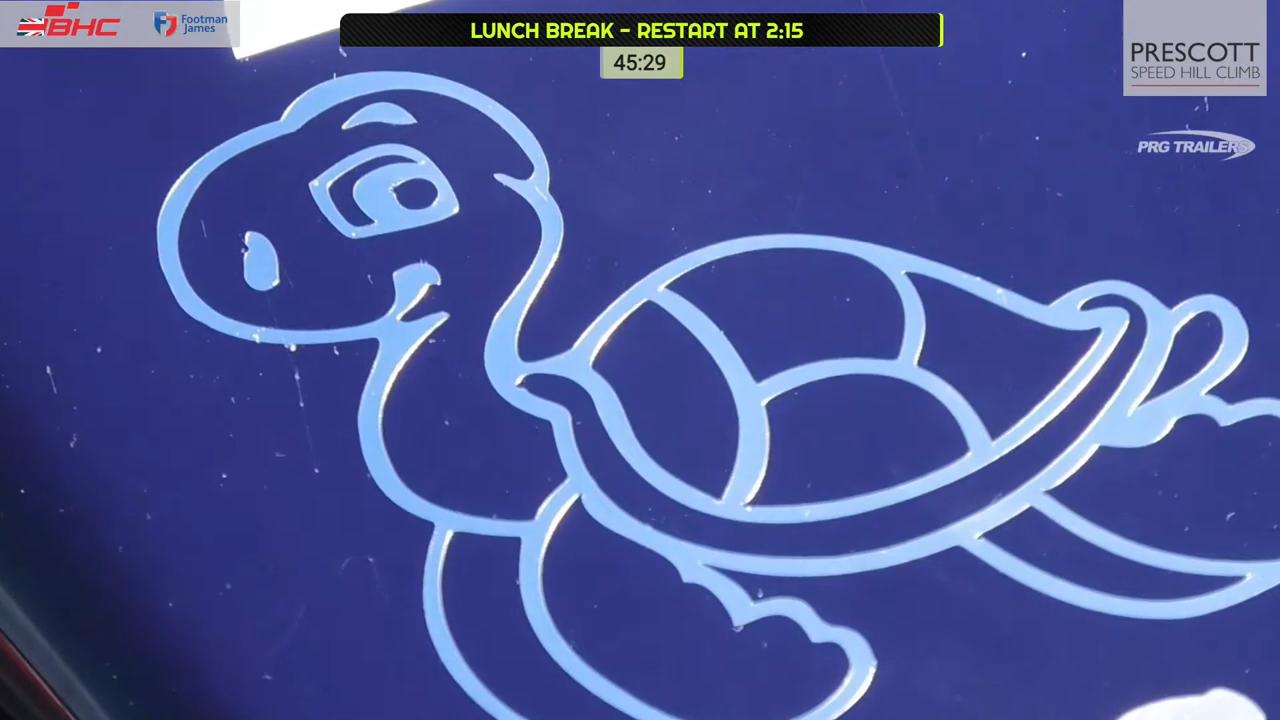 BHC
Footman
James
LUNCH BREAK - RESTART AT 2:15
45:29
PRESCOTT
SPEED HILL CLIMB
PRG TRAILERS